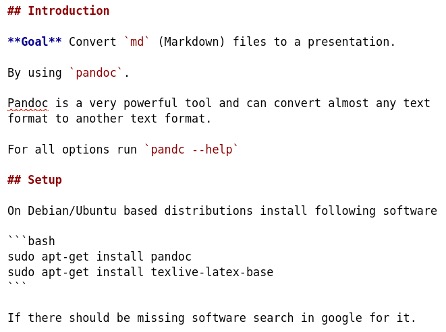 ## Introduction
**Goal** Convert `md` (Markdown) files to a presentation.
By using `pandoc`.
Pandoc is a very powerful tool and can convert almost any text
format to another text format.
For all options run `pandc --help`
## Setup
On Debian/Ubuntu based distributions install following software
```bash
sudo apt-get install pandoc
sudo apt-get install texlive-latex-base
```
If there should be missing software search in google for it.